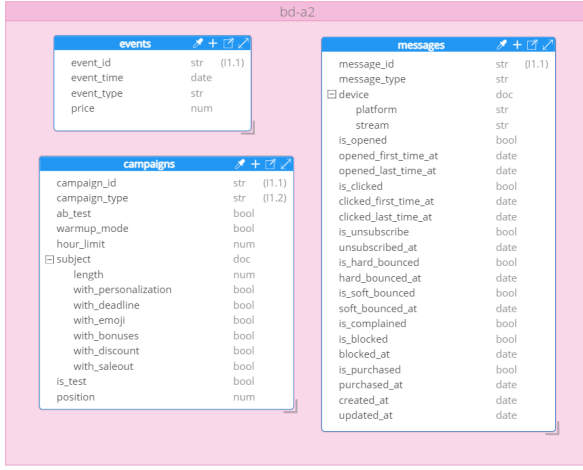 bd-a2
events
event_id str (I1.1)
event_time date
event_type str
price num
campaigns
campaign_id str (I1.1)
campaign_type str (I1.2)
ab_test bool
warmup_mode bool
hour_limit num
subject doc
length num
with_personalization bool
with_deadline bool
with_emoji bool
with_bonuses bool
with_discount bool
with_saleout bool
is_test bool
position num
messages
message_id str (I1.1)
message_type str
device doc
platform str
stream str
is_opened bool
opened_first_time_at date
opened_last_time_at date
is_clicked bool
clicked_first_time_at date
clicked_last_time_at date
is_unsubscribe bool
unsubscribed_at date
is_hard_bounced bool
hard_bounced_at date
is_soft_bounced bool
soft_bounced_at date
is_complained bool
is_blocked bool
blocked_at date
is_purchased bool
purchased_at date
created_at date
updated_at date